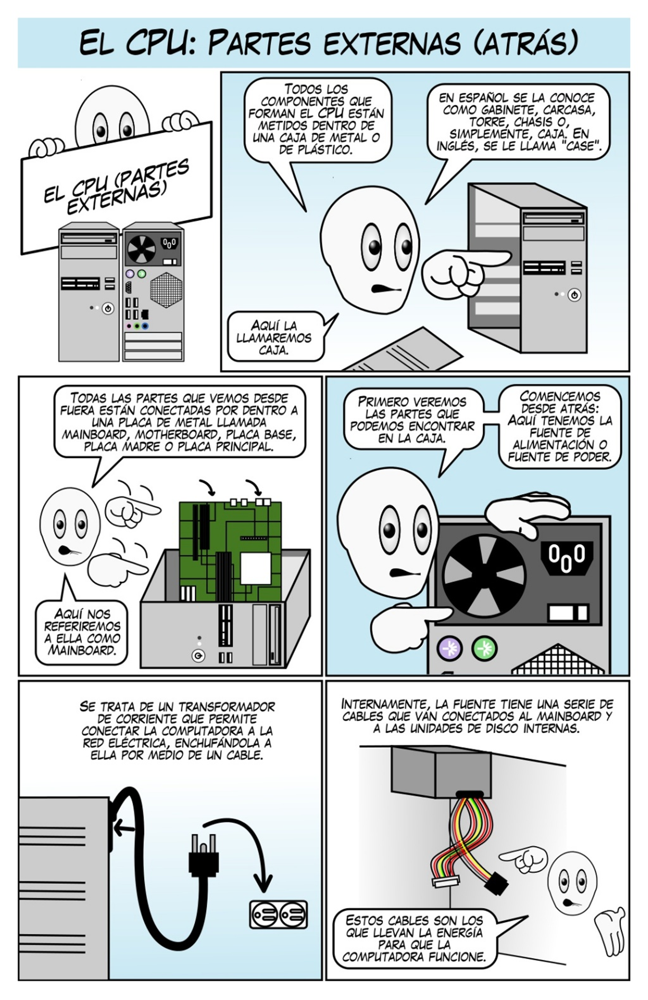 EL CPU: PARTES EXTERNAS (ATRÁS)
EL CPU (PARTES
EXTERNAS)
TODOS LOS
COMPONENTES QUE
FORMAN EL CPU ESTÁN
METIDOS DENTRO DE
UNA CAJA DE METAL O
DE PLÁSTICO.
EN ESPAÑOL SE LA CONOCE
COMO GABINETE, CARCASA,
TORRE, CHASIS O,
SIMPLEMENTE, CAJA. EN
INGLÉS, SE LE LLAMA "CASE".
AQUÍ LA
LLAMAREMOS
CAJA.
TODAS LAS PARTES QUE VEMOS DESDE
FUERA ESTÁN CONECTADAS POR DENTRO A
UNA PLACA DE METAL LLAMADA
MAINBOARD, MOTHERBOARD, PLACA BASE,
PLACA MADRE O PLACA PRINCIPAL.
AQUÍ NOS
REFERIREMOS
A ELLA COMO
MAINBOARD.
PRIMERO VEREMOS
LAS PARTES QUE
PODEMOS ENCONTRAR
EN LA CAJA.
COMENCEMOS
DESDE ATRÁS:
AQUÍ TENEMOS LA
FUENTE DE
ALIMENTACIÓN O
FUENTE DE PODER.
SE TRATA DE UN TRANSFORMADOR
DE CORRIENTE QUE PERMITE
CONECTAR LA COMPUTADORA A LA
RED ELÉCTRICA, ENCHUFÁNDOLA A
ELLA POR MEDIO DE UN CABLE.
INTERNAMENTE, LA FUENTE TIENE UNA SERIE DE
CABLES QUE VAN CONECTADOS AL MAINBOARD Y
A LAS UNIDADES DE DISCO INTERNAS.
ESTOS CABLES SON LOS
QUE LLEVAN LA ENERGÍA
PARA QUE LA
COMPUTADORA FUNCIONE.